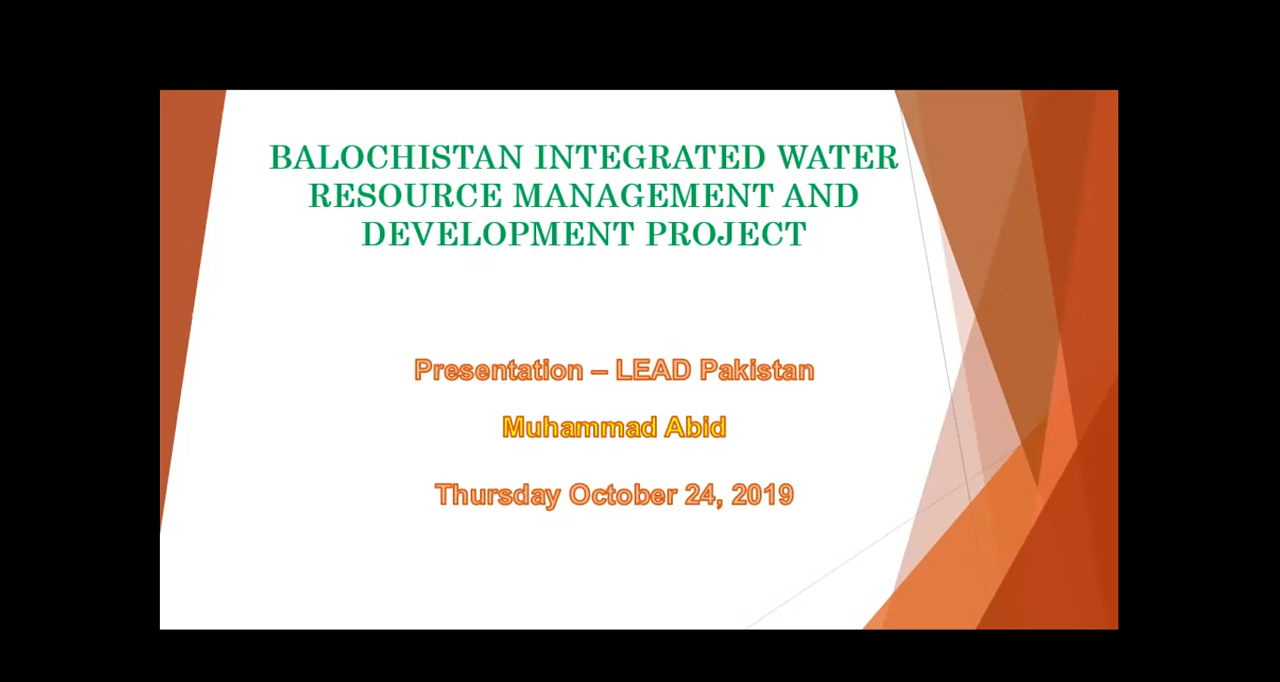 BALOCHISTAN INTEGRATED WATER
RESOURCE MANAGEMENT AND
DEVELOPMENT PROJECT
Presentation – LEAD Pakistan
Muhammad Abid
Thursday October 24, 2019